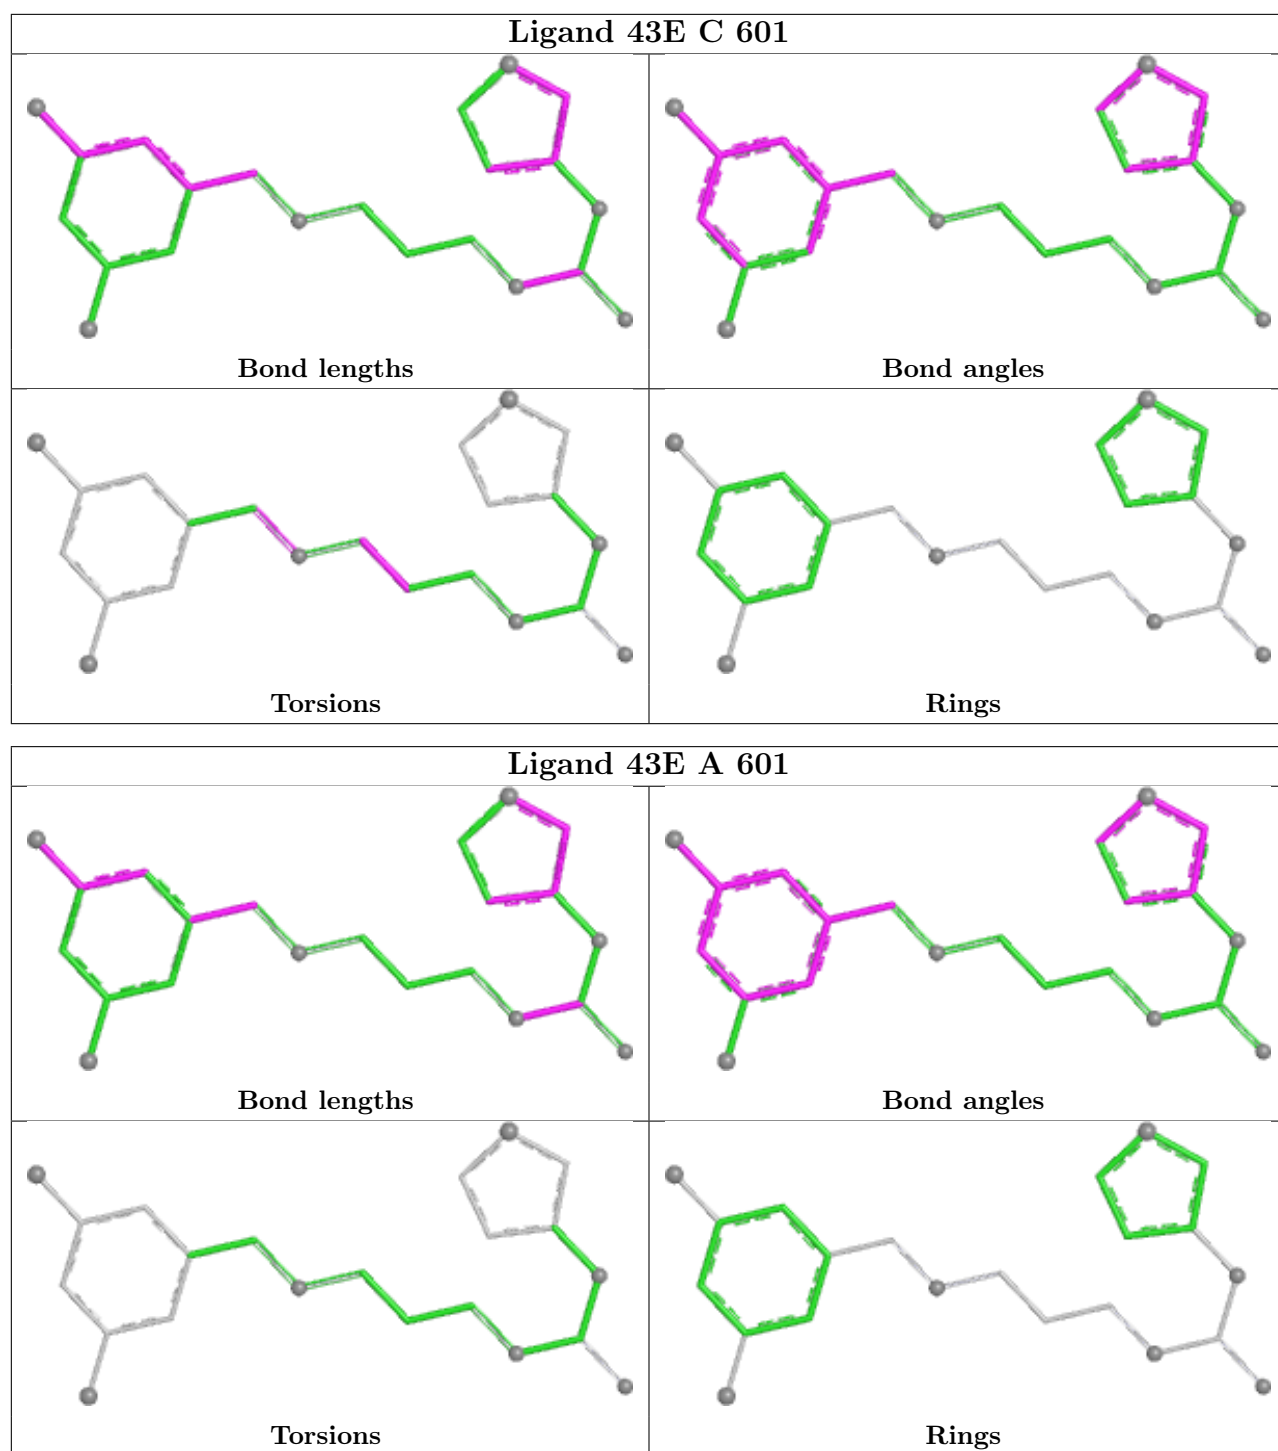 Ligand 43E C 601
Bond lengths
Bond angles
Torsions
Rings
Ligand 43E A 601
Bond lengths
Bond angles
Torsions
Rings